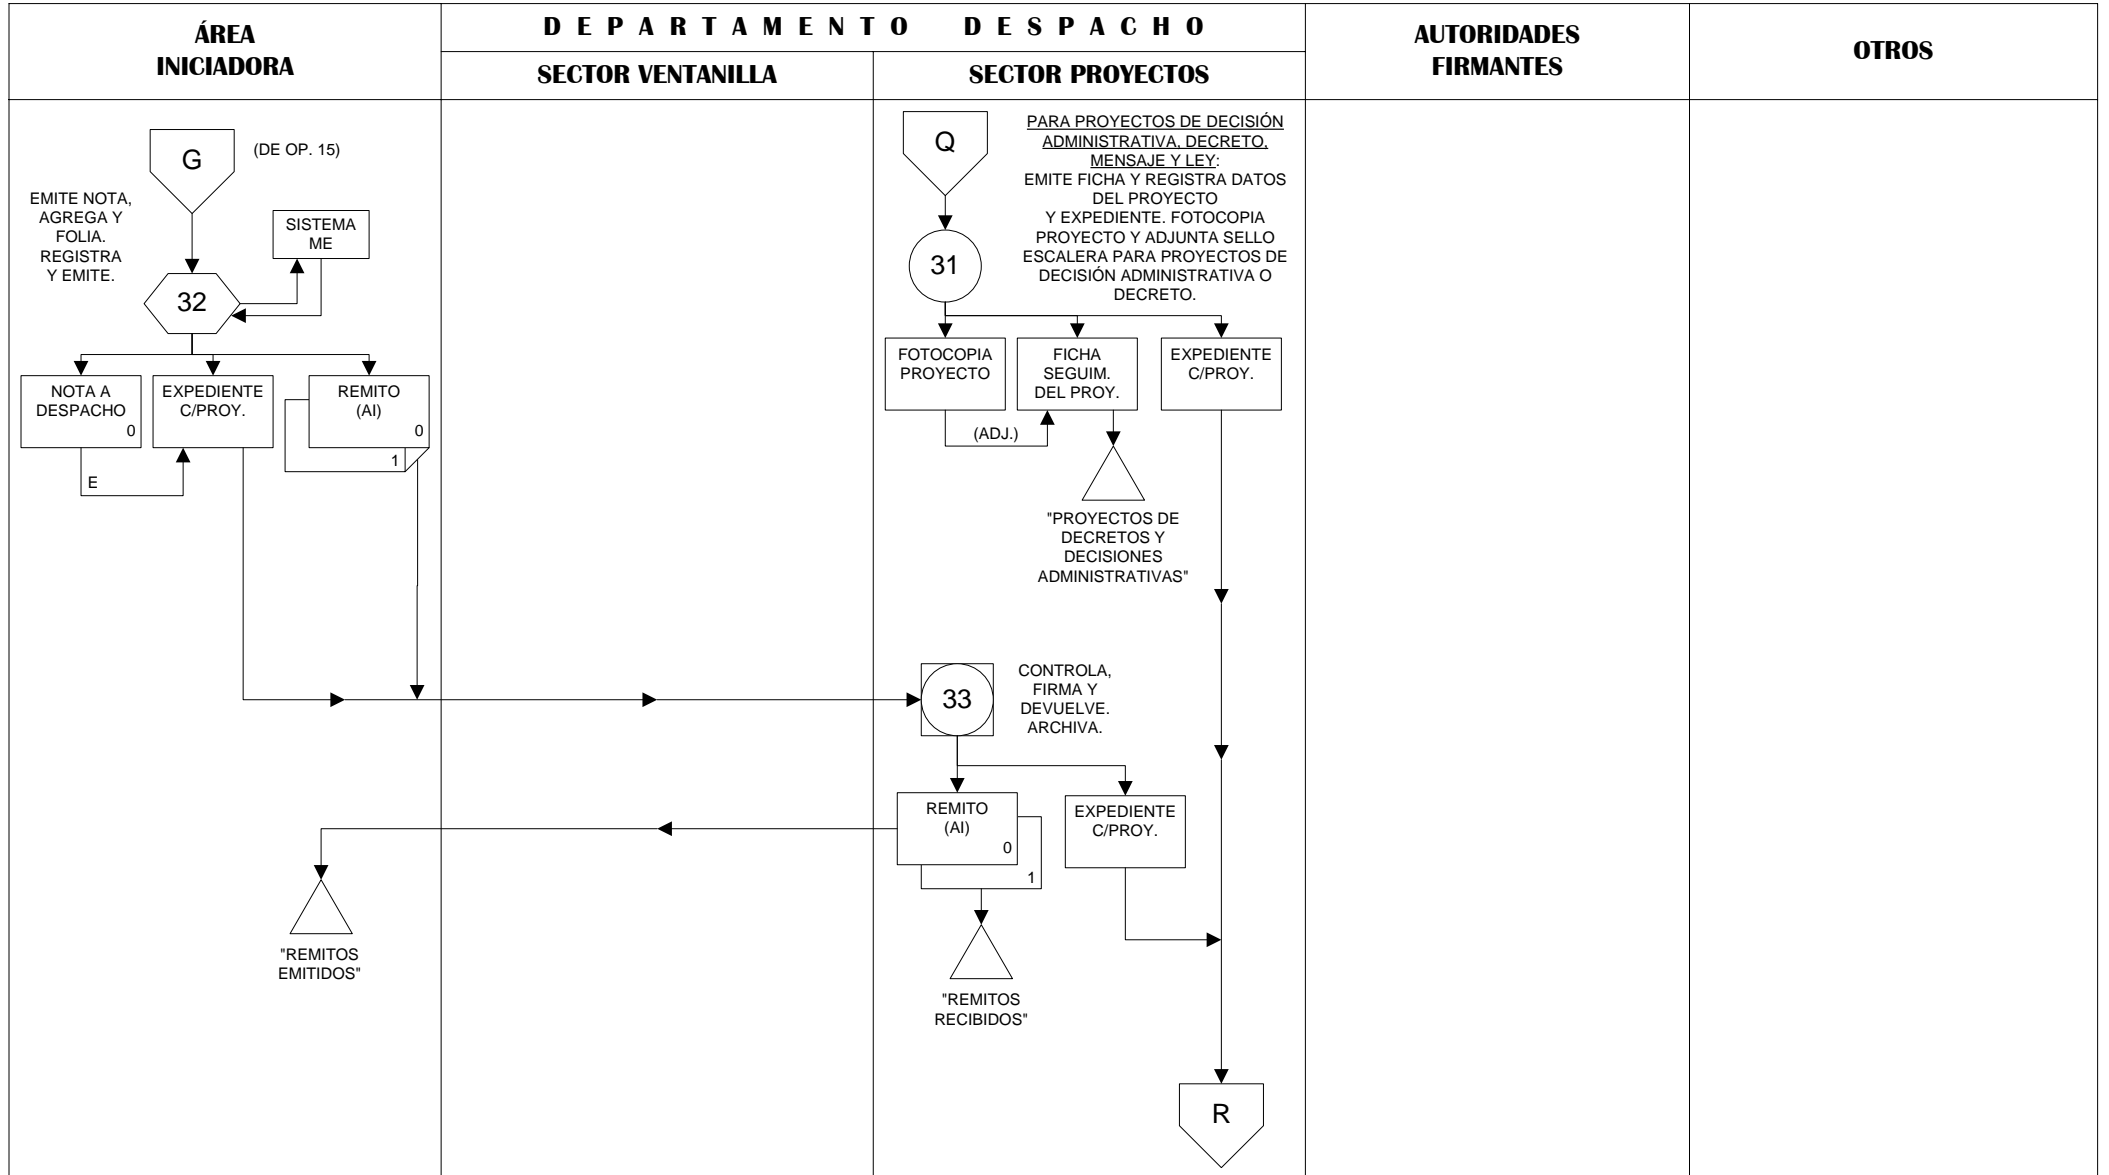 ÁREA
INICIADORA
DEPARTAMENTO DESPACHO
SECTOR VENTANILLA
SECTOR PROYECTOS
AUTORIDADES
FIRMANTES
OTROS
G
(DE OP. 15)
EMITE NOTA,
AGREGA Y
FOLIA.
REGISTRA
Y EMITE.
SISTEMA
ME
32
NOTA A
DESPACHO
0
EXPEDIENTE
C/PROY.
REMITO
(AI)
0
1
E
Q
PARA PROYECTOS DE DECISIÓN
ADMINISTRATIVA, DECRETO,
MENSAJE Y LEY:
EMITE FICHA Y REGISTRA DATOS
DEL PROYECTO
Y EXPEDIENTE. FOTOCOPIA
PROYECTO Y ADJUNTA SELLO
ESCALERA PARA PROYECTOS DE
DECISIÓN ADMINISTRATIVA O
DECRETO.
31
FOTOCOPIA
PROYECTO
FICHA
SEGUIM.
DEL PROY.
EXPEDIENTE
C/PROY.
(ADJ.)
"PROYECTOS DE
DECRETOS Y
DECISIONES
ADMINISTRATIVAS"
33
CONTROLA,
FIRMA Y
DEVUELVE.
ARCHIVA.
REMITO
(AI)
0
1
EXPEDIENTE
C/PROY.
"REMITOS
EMITIDOS"
"REMITOS
RECIBIDOS"
R